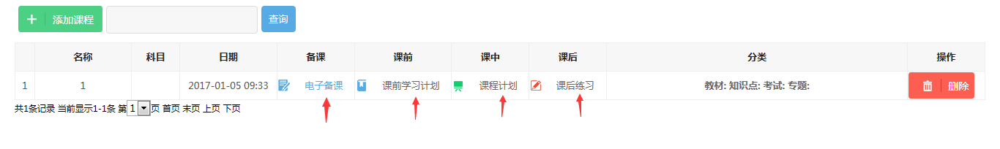 添加课程 查询
名称 科目 日期 备课 课前 课中 课后 分类 操作
1 1 2017-01-05 09:33 电子备课 课前学习计划 课程计划 课后练习 教材: 知识点: 考试: 专题: 删除
共1条记录 当前显示1-1条 第 1 页 首页 末页 上页 下页